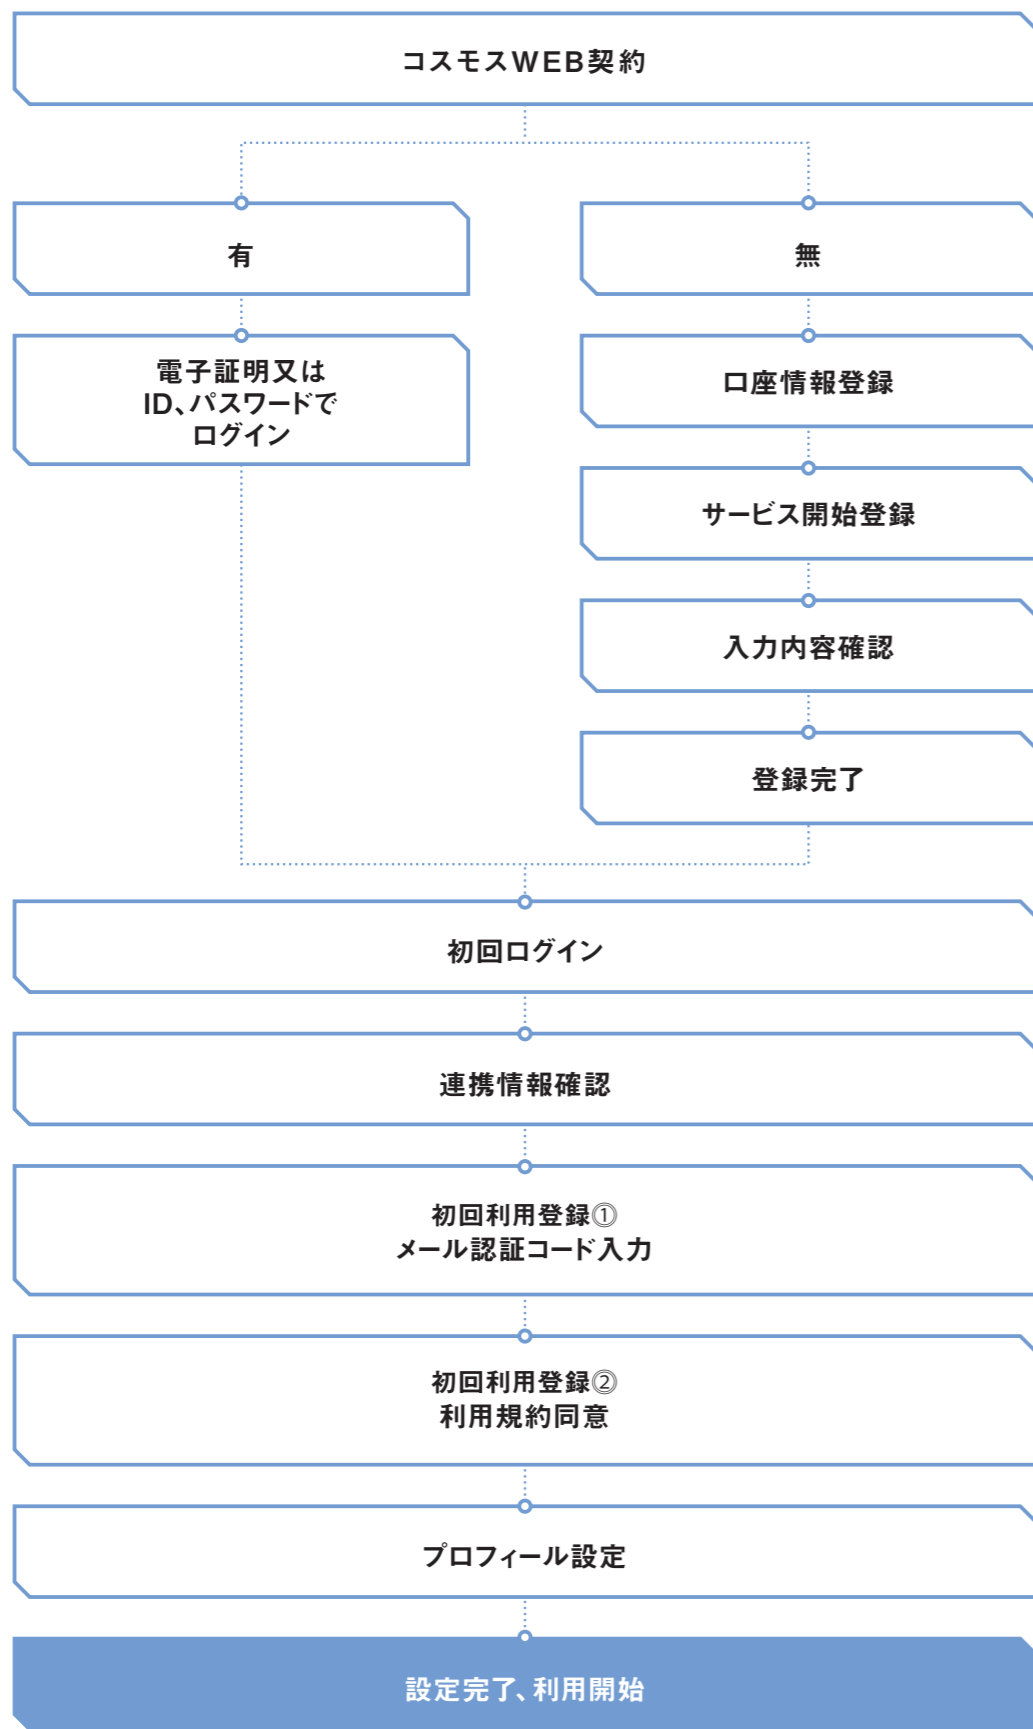 コスモスWEB契約
有
無
電子証明又は
ID、パスワードで
ログイン
口座情報登録
サービス開始登録
入力内容確認
登録完了
初回ログイン
連携情報確認
初回利用登録①
メール認証コード入力
初回利用登録②
利用規約同意
プロフィール設定
設定完了、利用開始